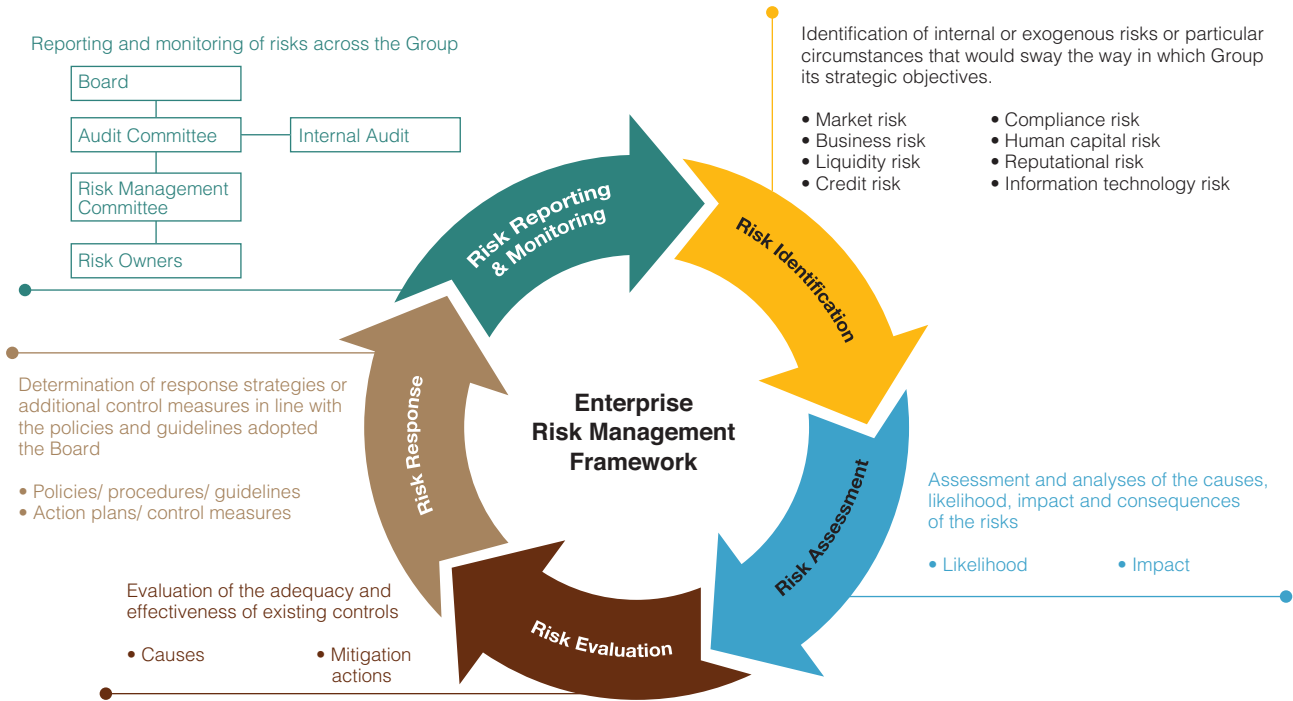 Reporting and monitoring of risks across the Group
Board
Audit Committee
Internal Audit
Risk Management
Committee
Risk Owners
Identification of internal or exogenous risks or particular
circumstances that would sway the way in which Group
its strategic objectives.
• Market risk
• Business risk
• Liquidity risk
• Credit risk
• Compliance risk
• Human capital risk
• Reputational risk
• Information technology risk
Risk Reporting
& Monitoring
Risk Identification
Enterprise
Risk Management
Framework
Risk Response
Determination of response strategies or
additional control measures in line with
the policies and guidelines adopted
the Board
• Policies/ procedures/ guidelines
• Action plans/ control measures
Risk Assessment
Assessment and analyses of the causes,
likelihood, impact and consequences
of the risks
• Likelihood
• Impact
Risk Evaluation
Evaluation of the adequacy and
effectiveness of existing controls
• Causes
• Mitigation
actions